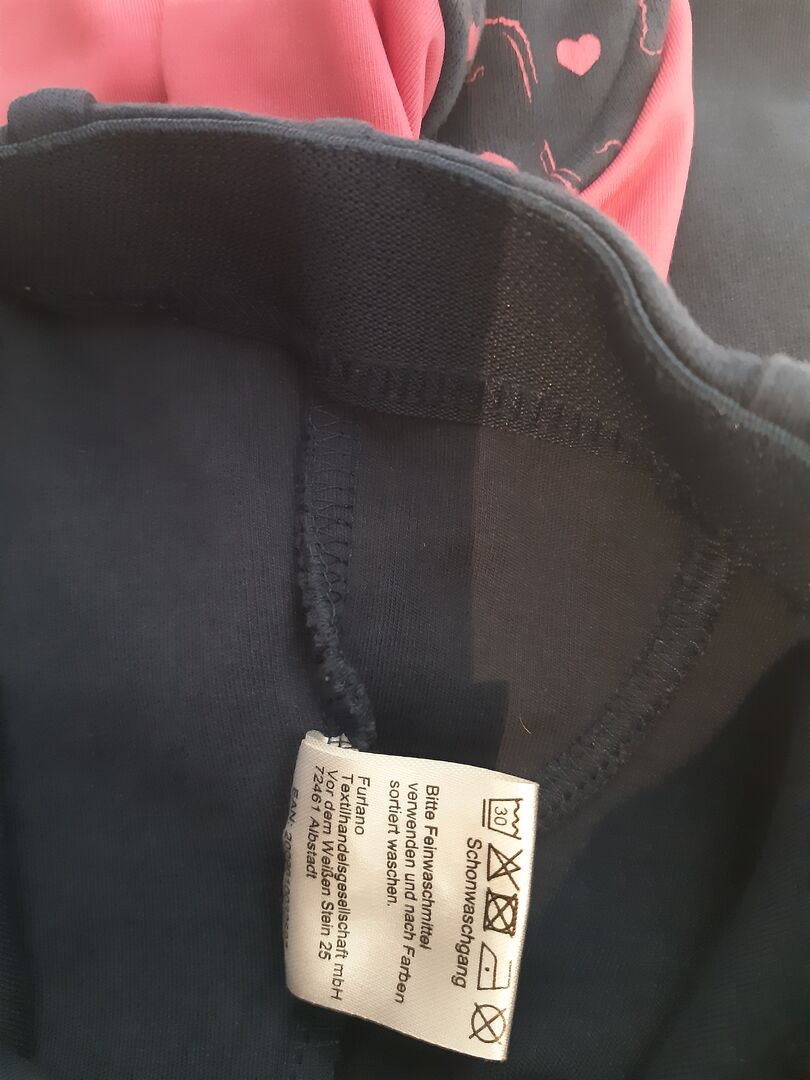 30
Schonwaschgang
Bitte Feinwaschmittel
verwenden und nach Farben
sortiert waschen.
Furlano
Textilhandelsgesellschaft mbH
Vor dem Weißen Stein 25
72461 Albstadt
EAN: